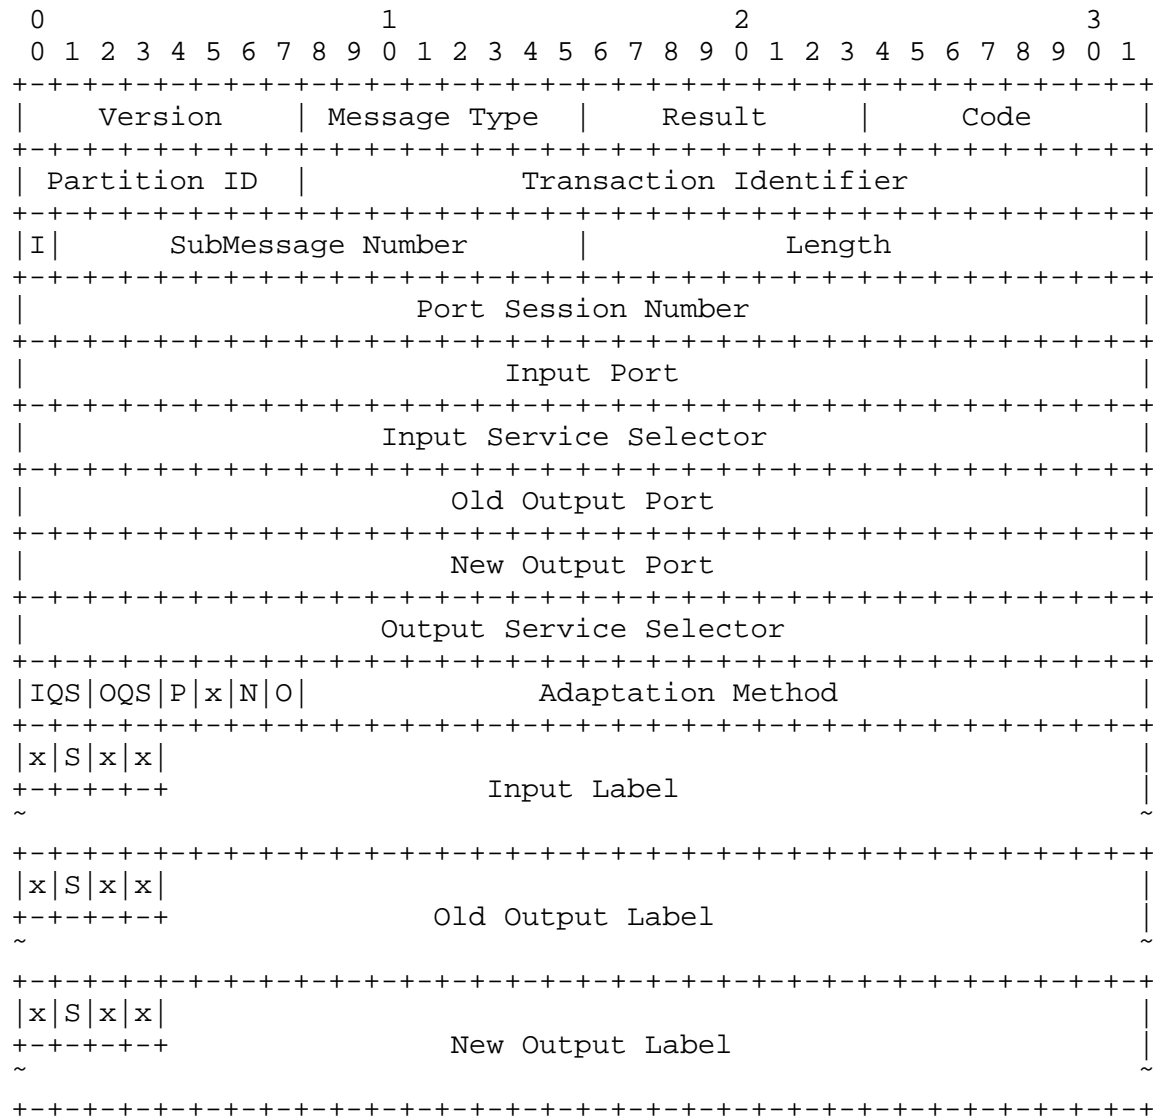 0                   1                   2                   3
 0 1 2 3 4 5 6 7 8 9 0 1 2 3 4 5 6 7 8 9 0 1 2 3 4 5 6 7 8 9 0 1
+-+-+-+-+-+-+-+-+-+-+-+-+-+-+-+-+-+-+-+-+-+-+-+-+-+-+-+-+-+-+-+-+
|    Version    | Message Type  |    Result     |     Code      |
+-+-+-+-+-+-+-+-+-+-+-+-+-+-+-+-+-+-+-+-+-+-+-+-+-+-+-+-+-+-+-+-+
| Partition ID  |            Transaction Identifier             |
+-+-+-+-+-+-+-+-+-+-+-+-+-+-+-+-+-+-+-+-+-+-+-+-+-+-+-+-+-+-+-+-+
|I|      SubMessage Number      |           Length              |
+-+-+-+-+-+-+-+-+-+-+-+-+-+-+-+-+-+-+-+-+-+-+-+-+-+-+-+-+-+-+-+-+
|                      Port Session Number                      |
+-+-+-+-+-+-+-+-+-+-+-+-+-+-+-+-+-+-+-+-+-+-+-+-+-+-+-+-+-+-+-+-+
|                           Input Port                          |
+-+-+-+-+-+-+-+-+-+-+-+-+-+-+-+-+-+-+-+-+-+-+-+-+-+-+-+-+-+-+-+-+
|                    Input Service Selector                     |
+-+-+-+-+-+-+-+-+-+-+-+-+-+-+-+-+-+-+-+-+-+-+-+-+-+-+-+-+-+-+-+-+
|                        Old Output Port                        |
+-+-+-+-+-+-+-+-+-+-+-+-+-+-+-+-+-+-+-+-+-+-+-+-+-+-+-+-+-+-+-+-+
|                        New Output Port                        |
+-+-+-+-+-+-+-+-+-+-+-+-+-+-+-+-+-+-+-+-+-+-+-+-+-+-+-+-+-+-+-+-+
|                    Output Service Selector                    |
+-+-+-+-+-+-+-+-+-+-+-+-+-+-+-+-+-+-+-+-+-+-+-+-+-+-+-+-+-+-+-+-+
|IQS|OQS|P|x|N|O|             Adaptation Method                 |
+-+-+-+-+-+-+-+-+-+-+-+-+-+-+-+-+-+-+-+-+-+-+-+-+-+-+-+-+-+-+-+-+
|x|S|x|x|                                                       |
+-+-+-+-+                  Input Label                          |
~                                                               ~
+-+-+-+-+-+-+-+-+-+-+-+-+-+-+-+-+-+-+-+-+-+-+-+-+-+-+-+-+-+-+-+-+
|x|S|x|x|                                                       |
+-+-+-+-+               Old Output Label                        |
~                                                               ~
+-+-+-+-+-+-+-+-+-+-+-+-+-+-+-+-+-+-+-+-+-+-+-+-+-+-+-+-+-+-+-+-+
|x|S|x|x|                                                       |
+-+-+-+-+                New Output Label                       |
~                                                               ~
+-+-+-+-+-+-+-+-+-+-+-+-+-+-+-+-+-+-+-+-+-+-+-+-+-+-+-+-+-+-+-+-+